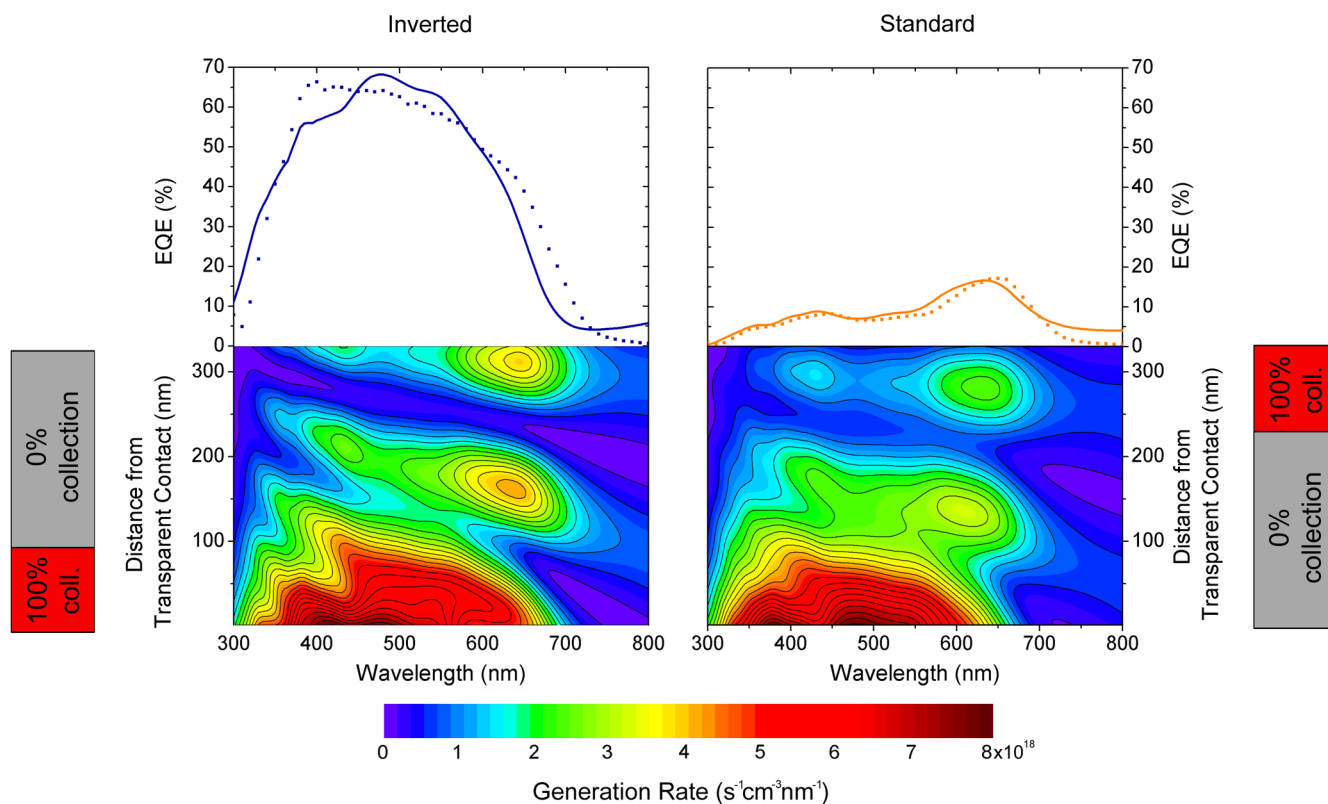 Inverted
Standard
70
60
50
40
30
20
10
0
EQE (%)
70
60
50
40
30
20
10
0
EQE (%)
0%
collection
100%
coll.
300
200
100
Distance from
Transparent Contact (nm)
300
200
100
Distance from
Transparent Contact (nm)
100%
coll.
0%
collection
300 400 500 600 700 800
Wavelength (nm)
300 400 500 600 700 800
Wavelength (nm)
0 1 2 3 4 5 6 7 8x10¹⁸
Generation Rate (s⁻¹cm⁻³nm⁻¹)